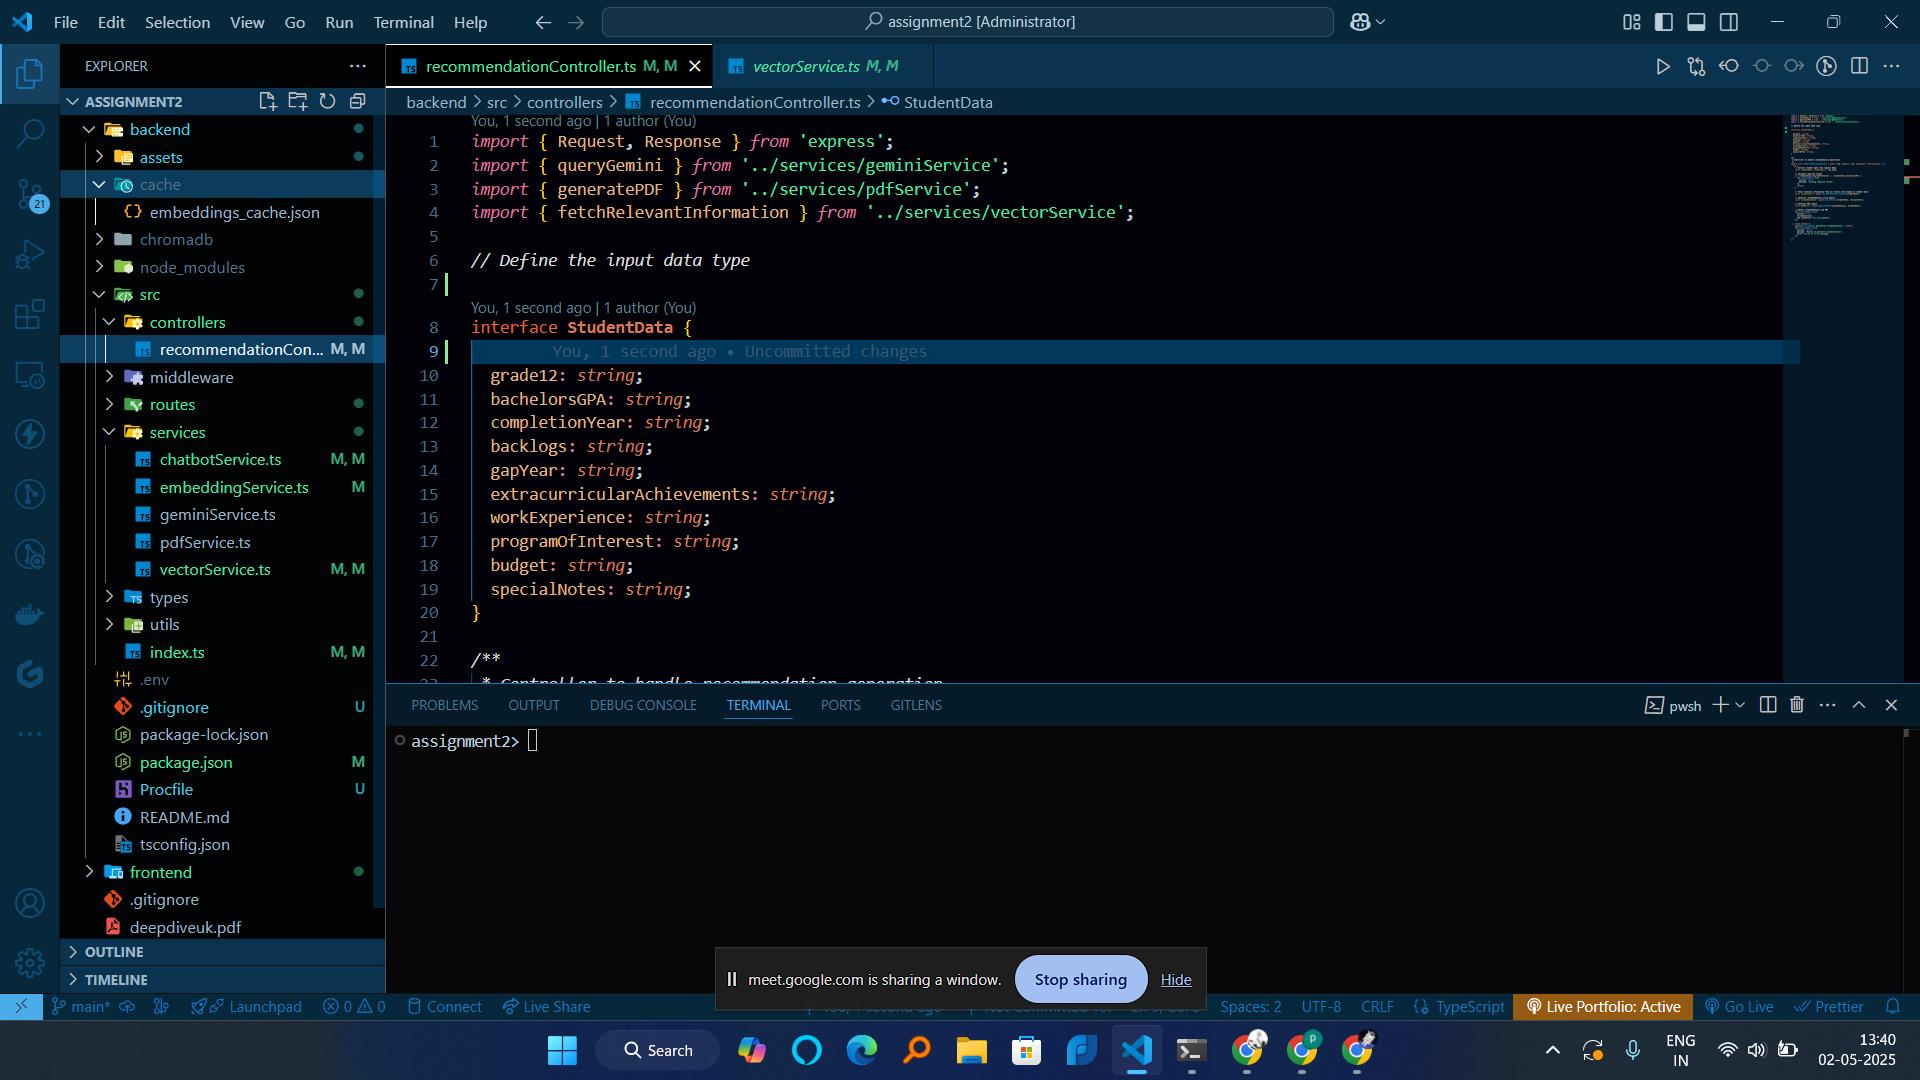 File Edit Selection View Go Run Terminal Help
assignment2 [Administrator]
EXPLORER
recommendationController.ts M, M
vectorService.ts M, M
ASSIGNMENT2
backend > src > controllers > recommendationController.ts > StudentData
backend
assets
cache
embeddings_cache.json
chromadb
node_modules
src
controllers
recommendationCon... M, M
middleware
routes
services
chatbotService.ts M, M
embeddingService.ts M
geminiService.ts
pdfService.ts
vectorService.ts M, M
types
utils
index.ts M, M
.env
.gitignore U
package-lock.json
package.json M
Procfile U
README.md
tsconfig.json
frontend
.gitignore
deepdiveuk.pdf
OUTLINE
TIMELINE
21
You, 1 second ago | 1 author (You)
1 import { Request, Response } from 'express';
2 import { queryGemini } from '../services/geminiService';
3 import { generatePDF } from '../services/pdfService';
4 import { fetchRelevantInformation } from '../services/vectorService';
5
6 // Define the input data type
7
You, 1 second ago | 1 author (You)
8 interface StudentData {
9 You, 1 second ago • Uncommitted changes
10 grade12: string;
11 bachelorsGPA: string;
12 completionYear: string;
13 backlogs: string;
14 gapYear: string;
15 extracurricularAchievements: string;
16 workExperience: string;
17 programOfInterest: string;
18 budget: string;
19 specialNotes: string;
20 }
21
22 /**
23 * Controller to handle recommendation generation
PROBLEMS OUTPUT DEBUG CONSOLE TERMINAL PORTS GITLENS
pwsh
assignment2>
meet.google.com is sharing a window. Stop sharing Hide
main* Launchpad 0 0 Connect Live Share
Spaces: 2 UTF-8 CRLF {} TypeScript Live Portfolio: Active Go Live Prettier
Search
ENG
IN
13:40
02-05-2025